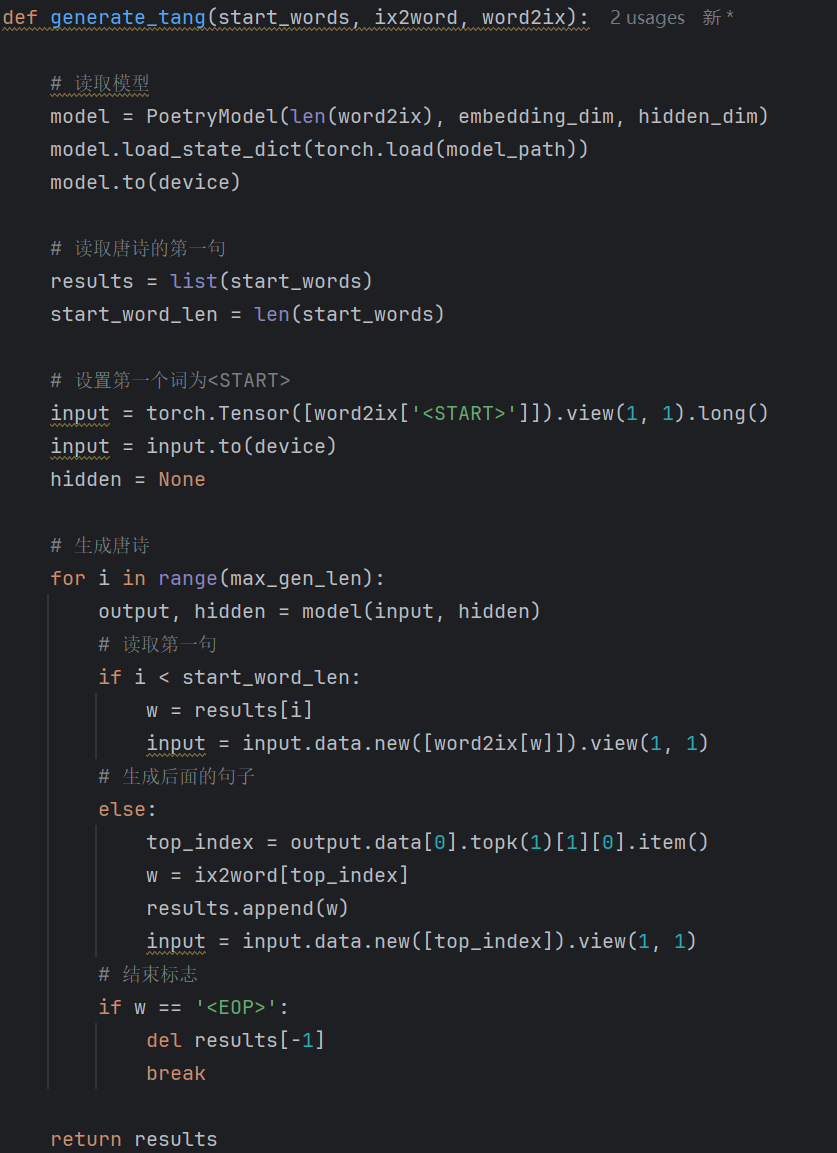 def generate_tang(start_words, ix2word, word2ix):  2 usages  新 *
    # 读取模型
    model = PoetryModel(len(word2ix), embedding_dim, hidden_dim)
    model.load_state_dict(torch.load(model_path))
    model.to(device)
    # 读取唐诗的第一句
    results = list(start_words)
    start_word_len = len(start_words)
    # 设置第一个词为<START>
    input = torch.Tensor([word2ix['<START>']]).view(1, 1).long()
    input = input.to(device)
    hidden = None
    # 生成唐诗
    for i in range(max_gen_len):
        output, hidden = model(input, hidden)
        # 读取第一句
        if i < start_word_len:
            w = results[i]
            input = input.data.new([word2ix[w]]).view(1, 1)
        # 生成后面的句子
        else:
            top_index = output.data[0].topk(1)[1][0].item()
            w = ix2word[top_index]
            results.append(w)
            input = input.data.new([top_index]).view(1, 1)
        # 结束标志
        if w == '<EOP>':
            del results[-1]
            break
    return results